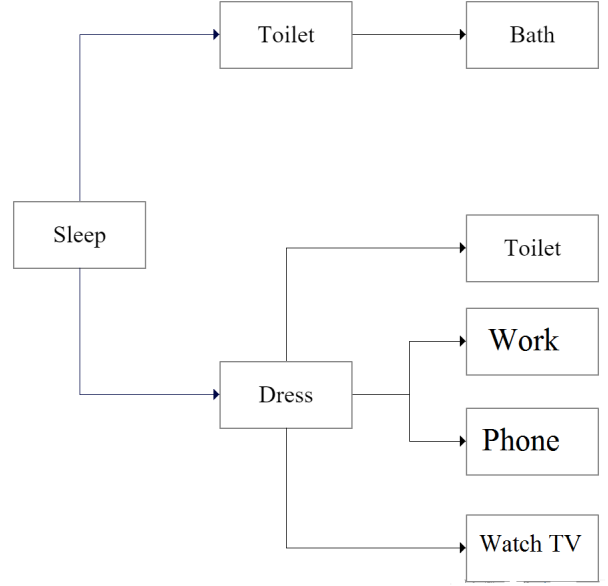 Toilet
Bath
Sleep
Toilet
Work
Dress
Phone
Watch TV